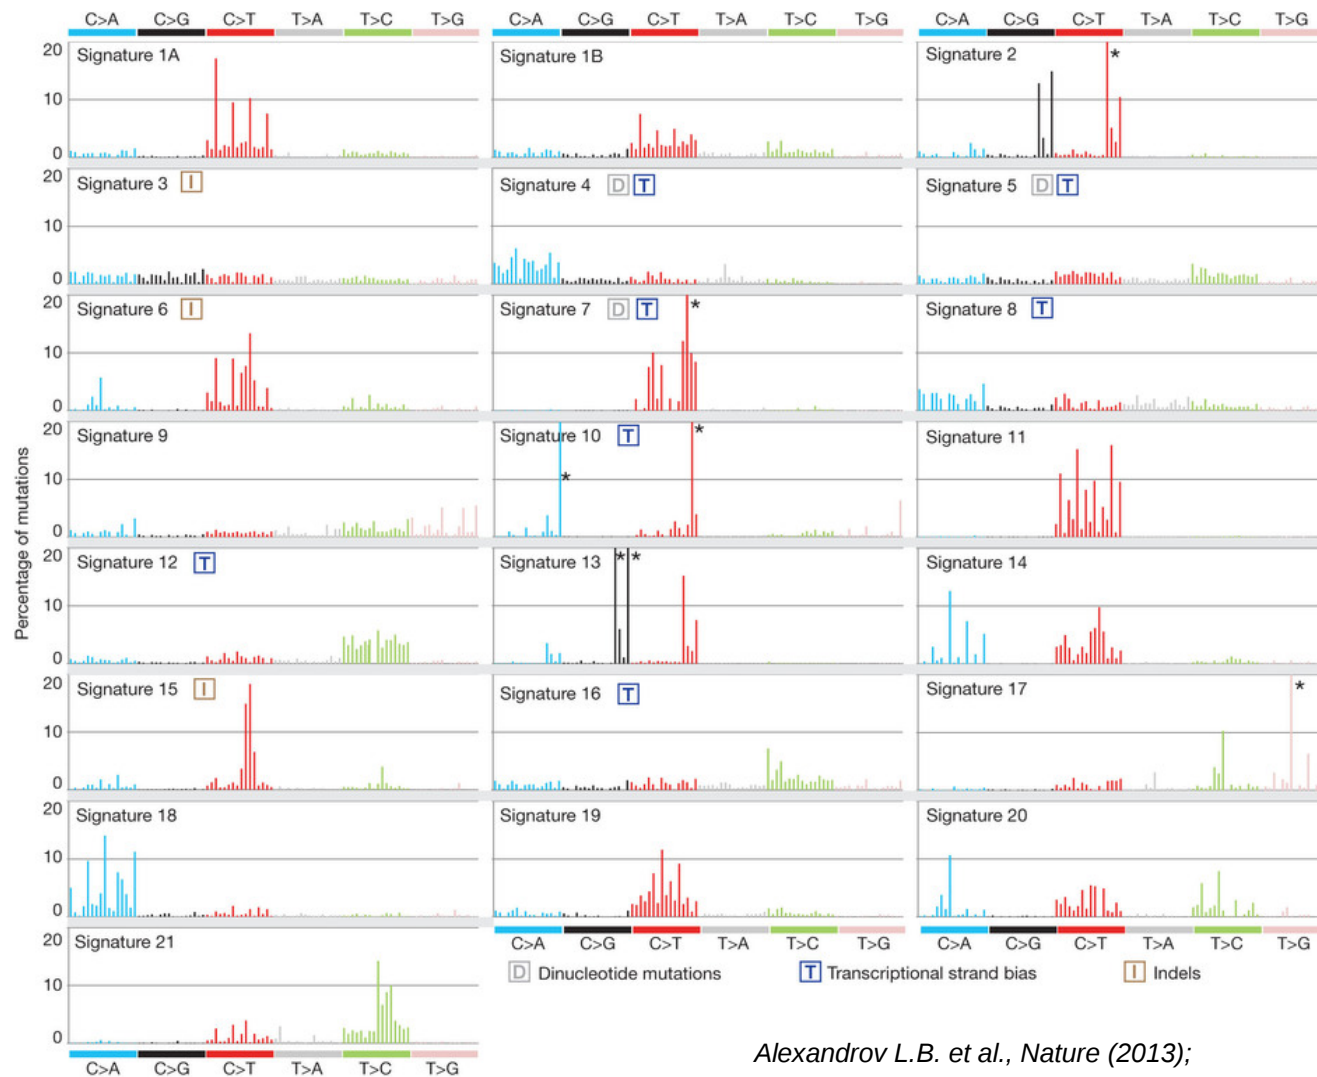 C>A C>G C>T T>A T>C T>G C>A C>G C>T T>A T>C T>G C>A C>G C>T T>A T>C T>G
Percentage of mutations
20 Signature 1A Signature 1B Signature 2 *
10
0
20 Signature 3 I Signature 4 D T Signature 5 D T
10
0
20 Signature 6 I Signature 7 D T * Signature 8 T
10
0
20 Signature 9 Signature 10 T * * Signature 11
10
0
20 Signature 12 T Signature 13 * * Signature 14
10
0
20 Signature 15 I Signature 16 T Signature 17 *
10
0
20 Signature 18 Signature 19 Signature 20
10
0
20 Signature 21
C>A C>G C>T T>A T>C T>G C>A C>G C>T T>A T>C T>G
D Dinucleotide mutations T Transcriptional strand bias I Indels
10
0
C>A C>G C>T T>A T>C T>G
Alexandrov L.B. et al., Nature (2013);